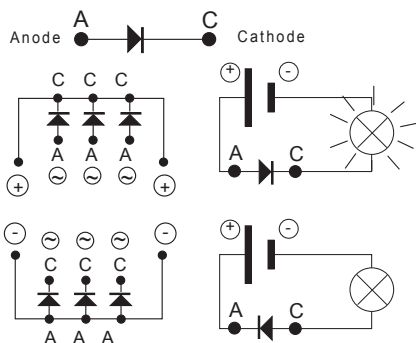 Anode A C Cathode
C C C
A A A
~ ~ ~
+ +
- ~ ~ ~ -
C C C
A A A
+ -
A C
+ -
A C